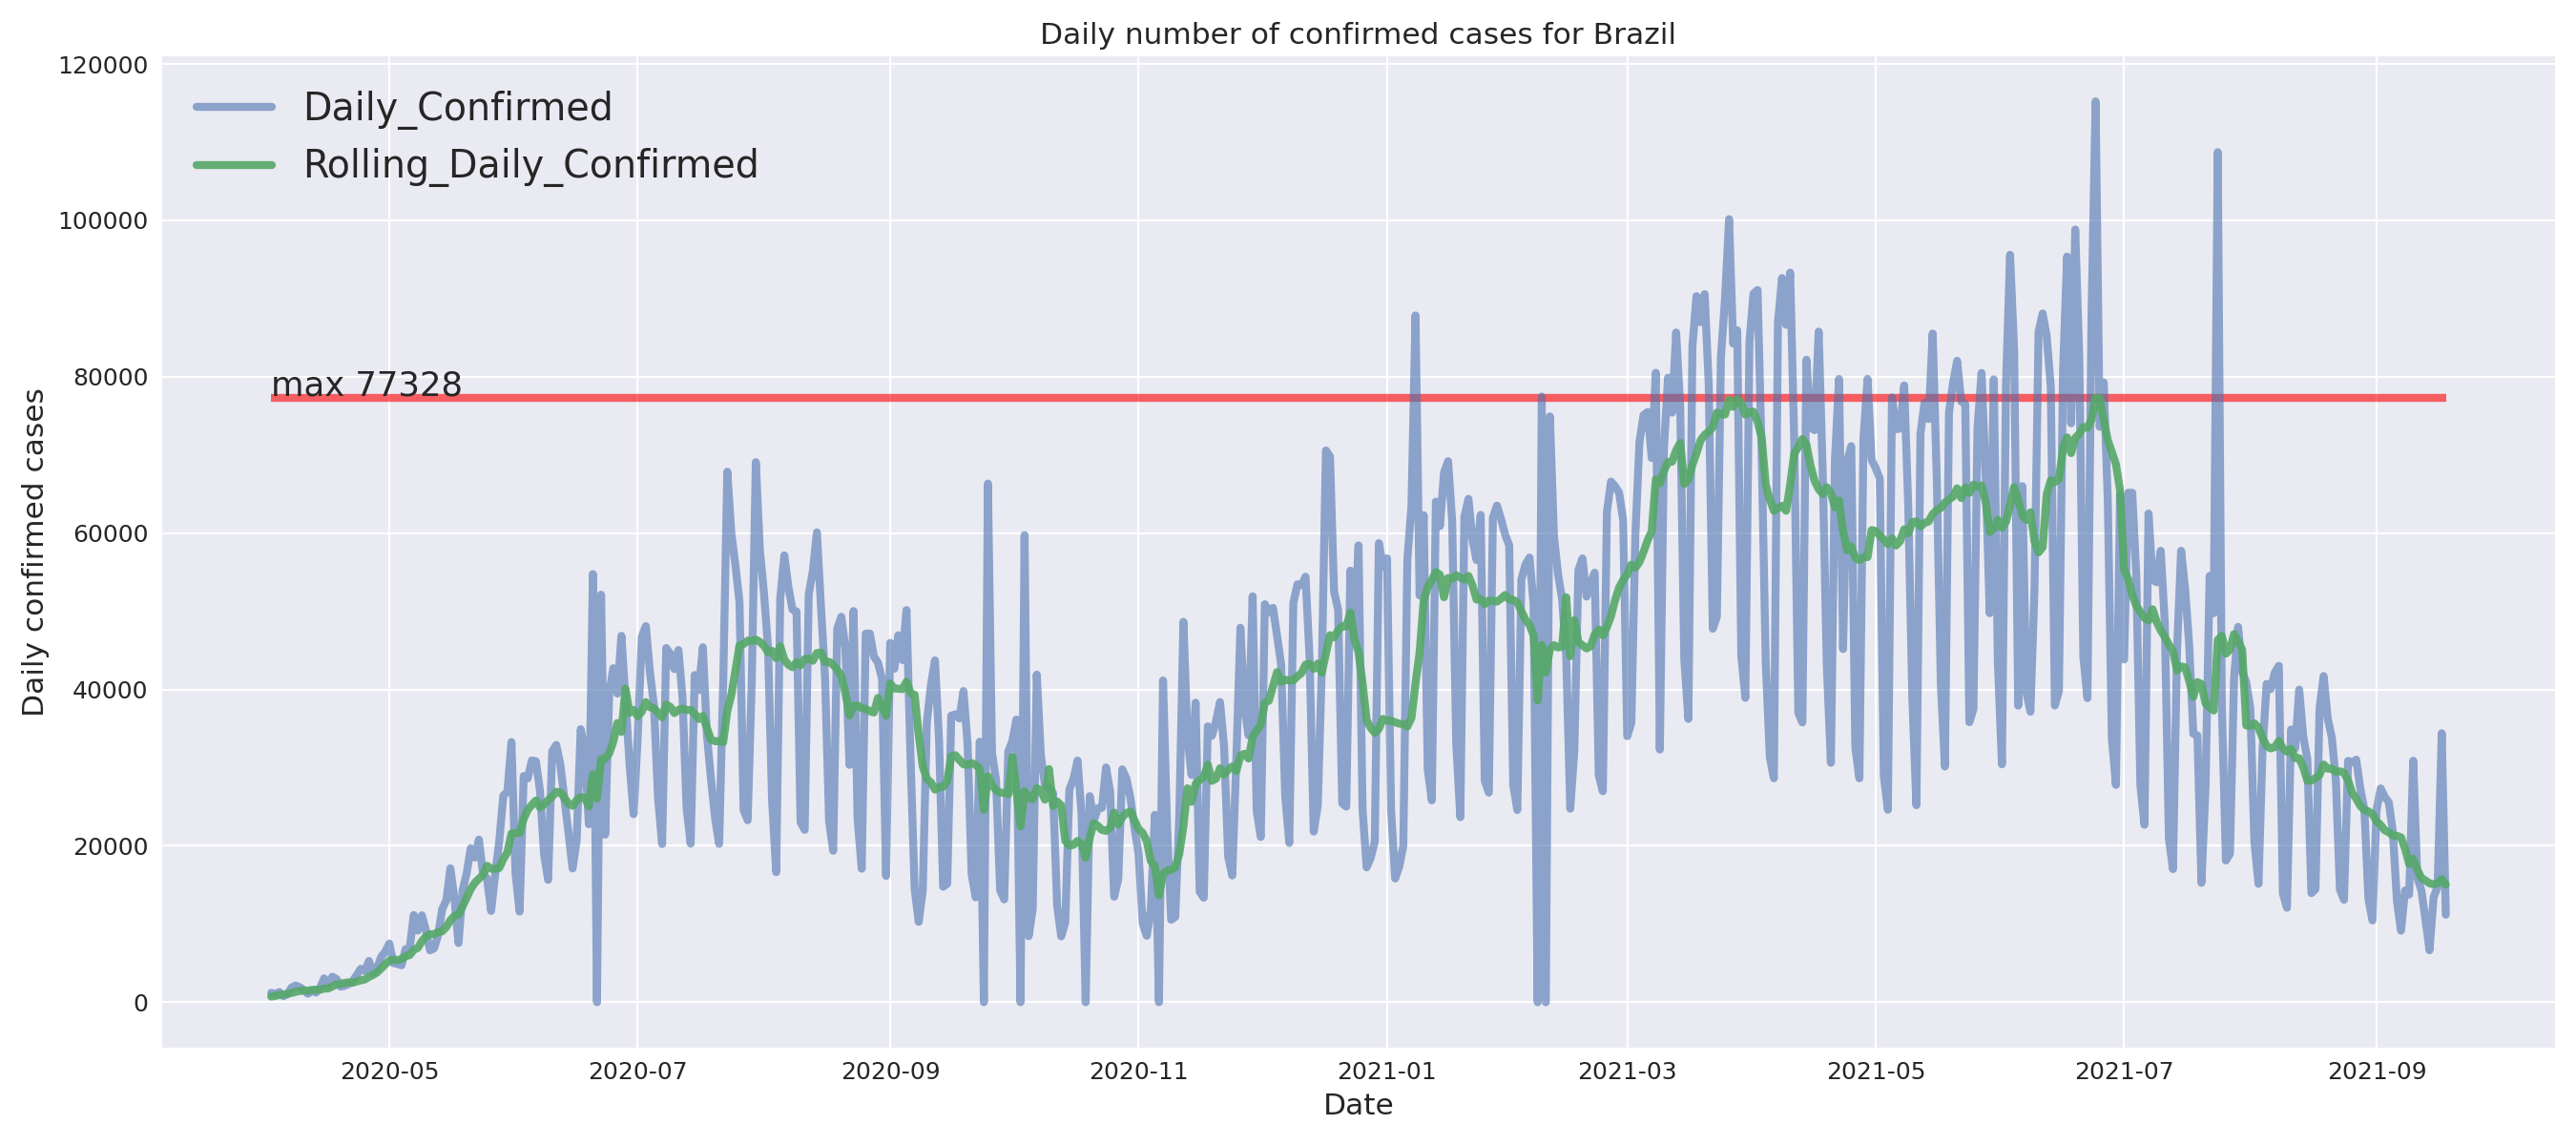 Daily number of confirmed cases for Brazil
Daily_Confirmed
Rolling_Daily_Confirmed
max 77328
Daily confirmed cases
120000
100000
80000
60000
40000
20000
0
2020-05
2020-07
2020-09
2020-11
2021-01
2021-03
2021-05
2021-07
2021-09
Date